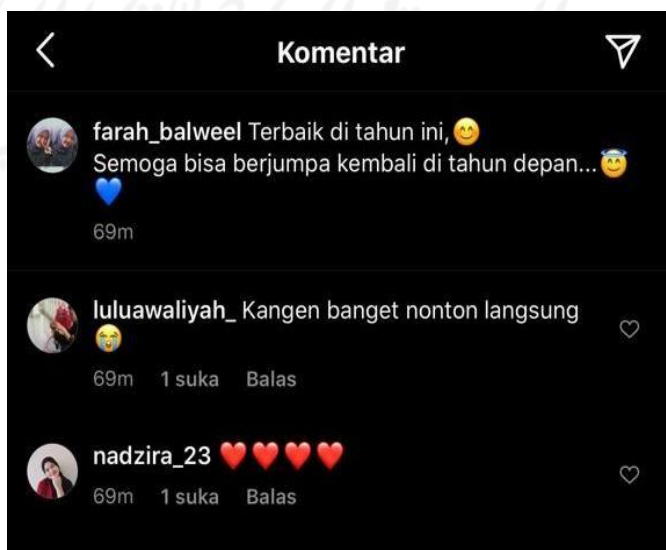 Komentar
farah_balweel Terbaik di tahun ini,😊
Semoga bisa berjumpa kembali di tahun depan...😇
💙
69m
luluawaliyah_ Kangen banget nonton langsung
😭
69m 1 suka Balas
nadzira_23 ❤️❤️❤️❤️
69m 1 suka Balas